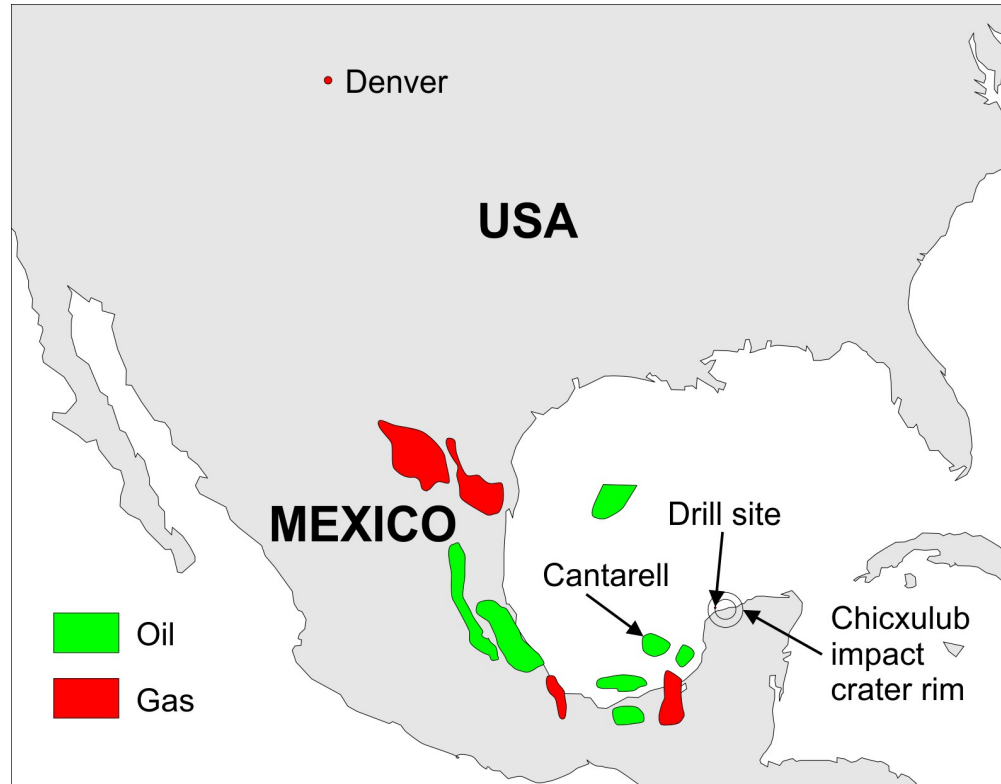 Denver
USA
MEXICO
Drill site
Cantarell
Chicxulub
impact
crater rim
Oil
Gas